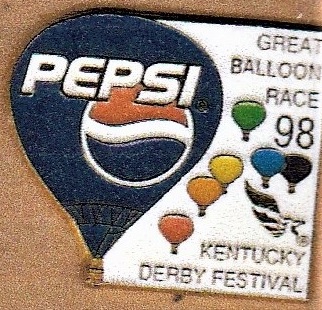 PEPSI
®
GREAT
BALLOON
RACE
98
®
KENTUCKY
DERBY FESTIVAL